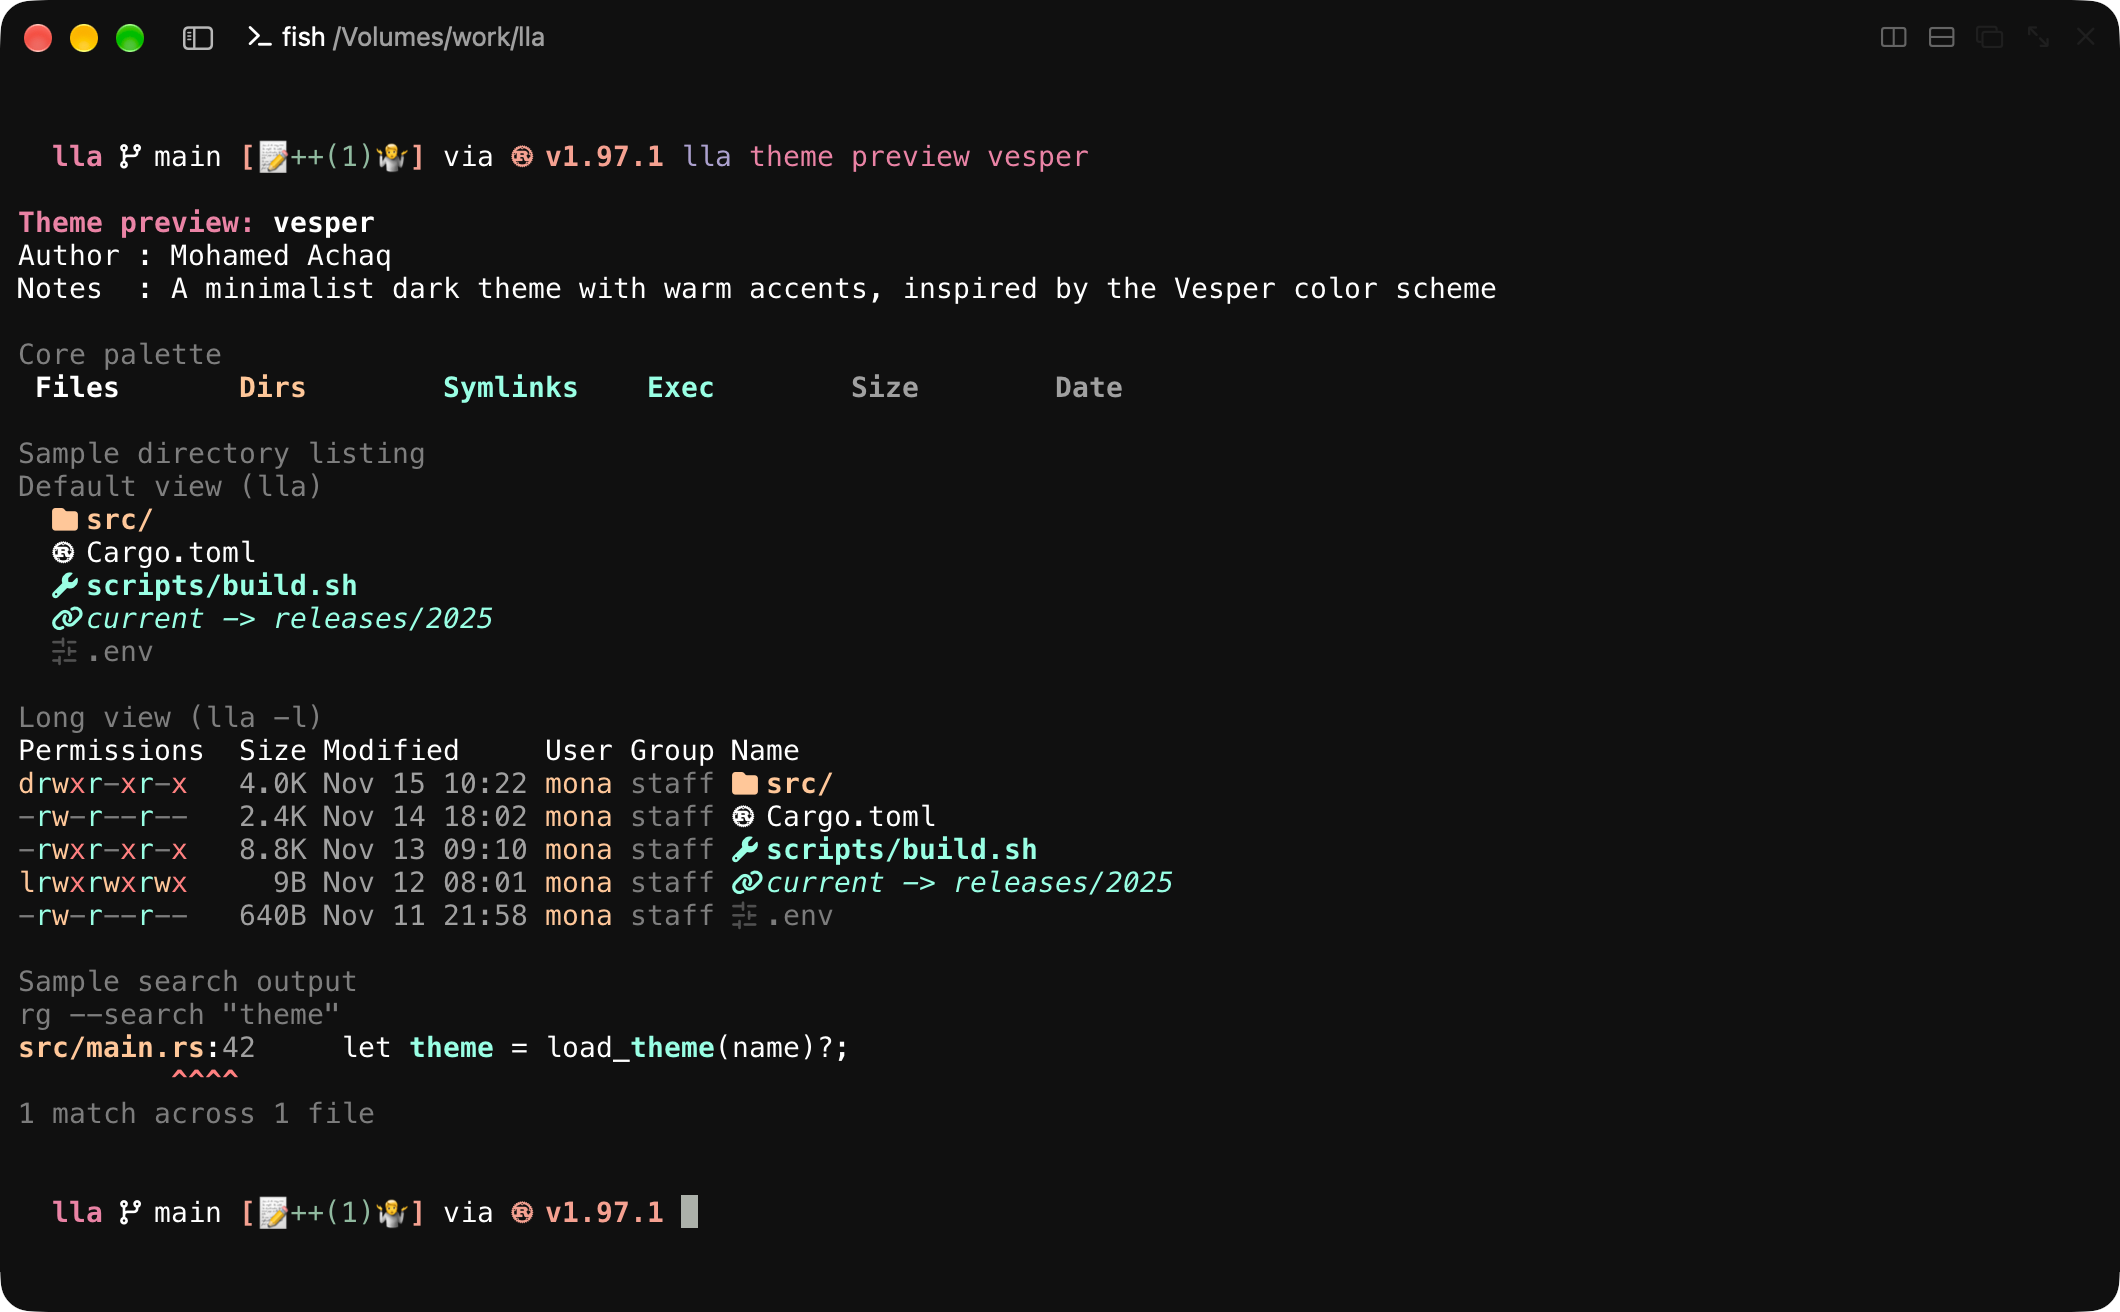 fish /Volumes/work/lla
lla main [📝++(1)🤷] via v1.97.1 lla theme preview vesper
Theme preview: vesper
Author : Mohamed Achaq
Notes  : A minimalist dark theme with warm accents, inspired by the Vesper color scheme
Core palette
Files Dirs Symlinks Exec Size Date
Sample directory listing
Default view (lla)
src/
Cargo.toml
scripts/build.sh
current -> releases/2025
.env
Long view (lla -l)
Permissions Size Modified User Group Name
drwxr-xr-x 4.0K Nov 15 10:22 mona staff src/
-rw-r--r-- 2.4K Nov 14 18:02 mona staff Cargo.toml
-rwxr-xr-x 8.8K Nov 13 09:10 mona staff scripts/build.sh
lrwxrwxrwx 9B Nov 12 08:01 mona staff current -> releases/2025
-rw-r--r-- 640B Nov 11 21:58 mona staff .env
Sample search output
rg --search "theme"
src/main.rs:42 let theme = load_theme(name)?;
^^^^
1 match across 1 file
lla main [📝++(1)🤷] via v1.97.1